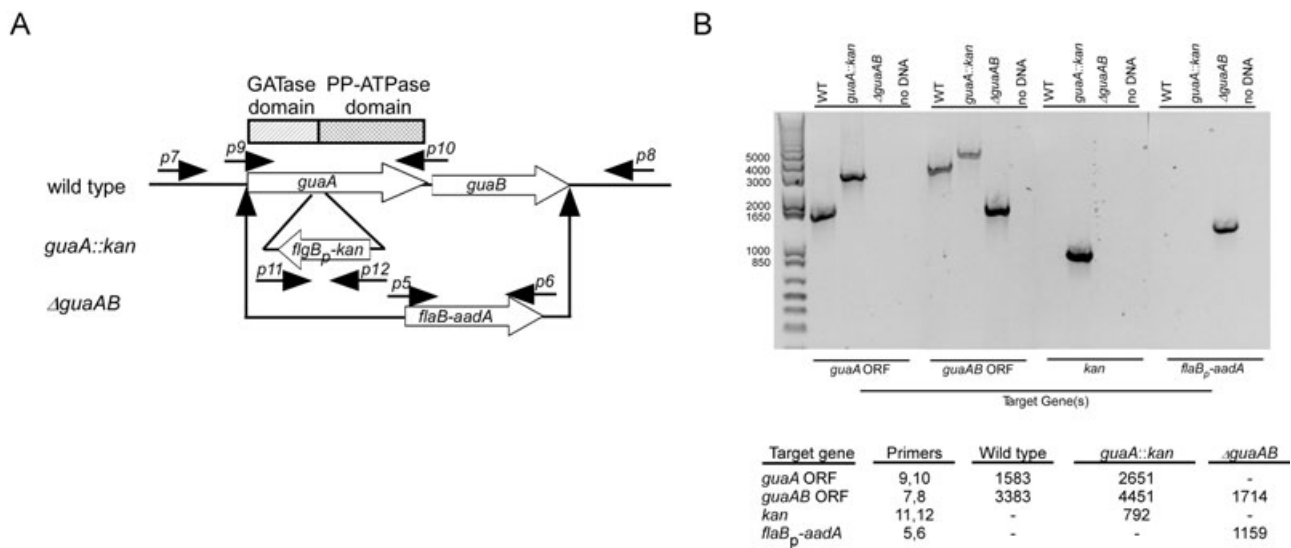 A
GATase PP-ATPase
domain domain
p7 p9 p10 p8
wild type guaA guaB
guaA::kan flgBp-kan
p11 p12 p5 p6
ΔguaAB flaB-aadA
B
WT guaA::kan ΔguaAB no DNA WT guaA::kan ΔguaAB no DNA WT guaA::kan ΔguaAB no DNA WT guaA::kan ΔguaAB no DNA
5000
4000
3000
2000
1650
1000
850
guaA ORF guaAB ORF kan flaBp-aadA
Target Gene(s)
Target gene Primers Wild type guaA::kan ΔguaAB
guaA ORF 9,10 1583 2651 -
guaAB ORF 7,8 3383 4451 1714
kan 11,12 - 792 -
flaBp-aadA 5,6 - - 1159